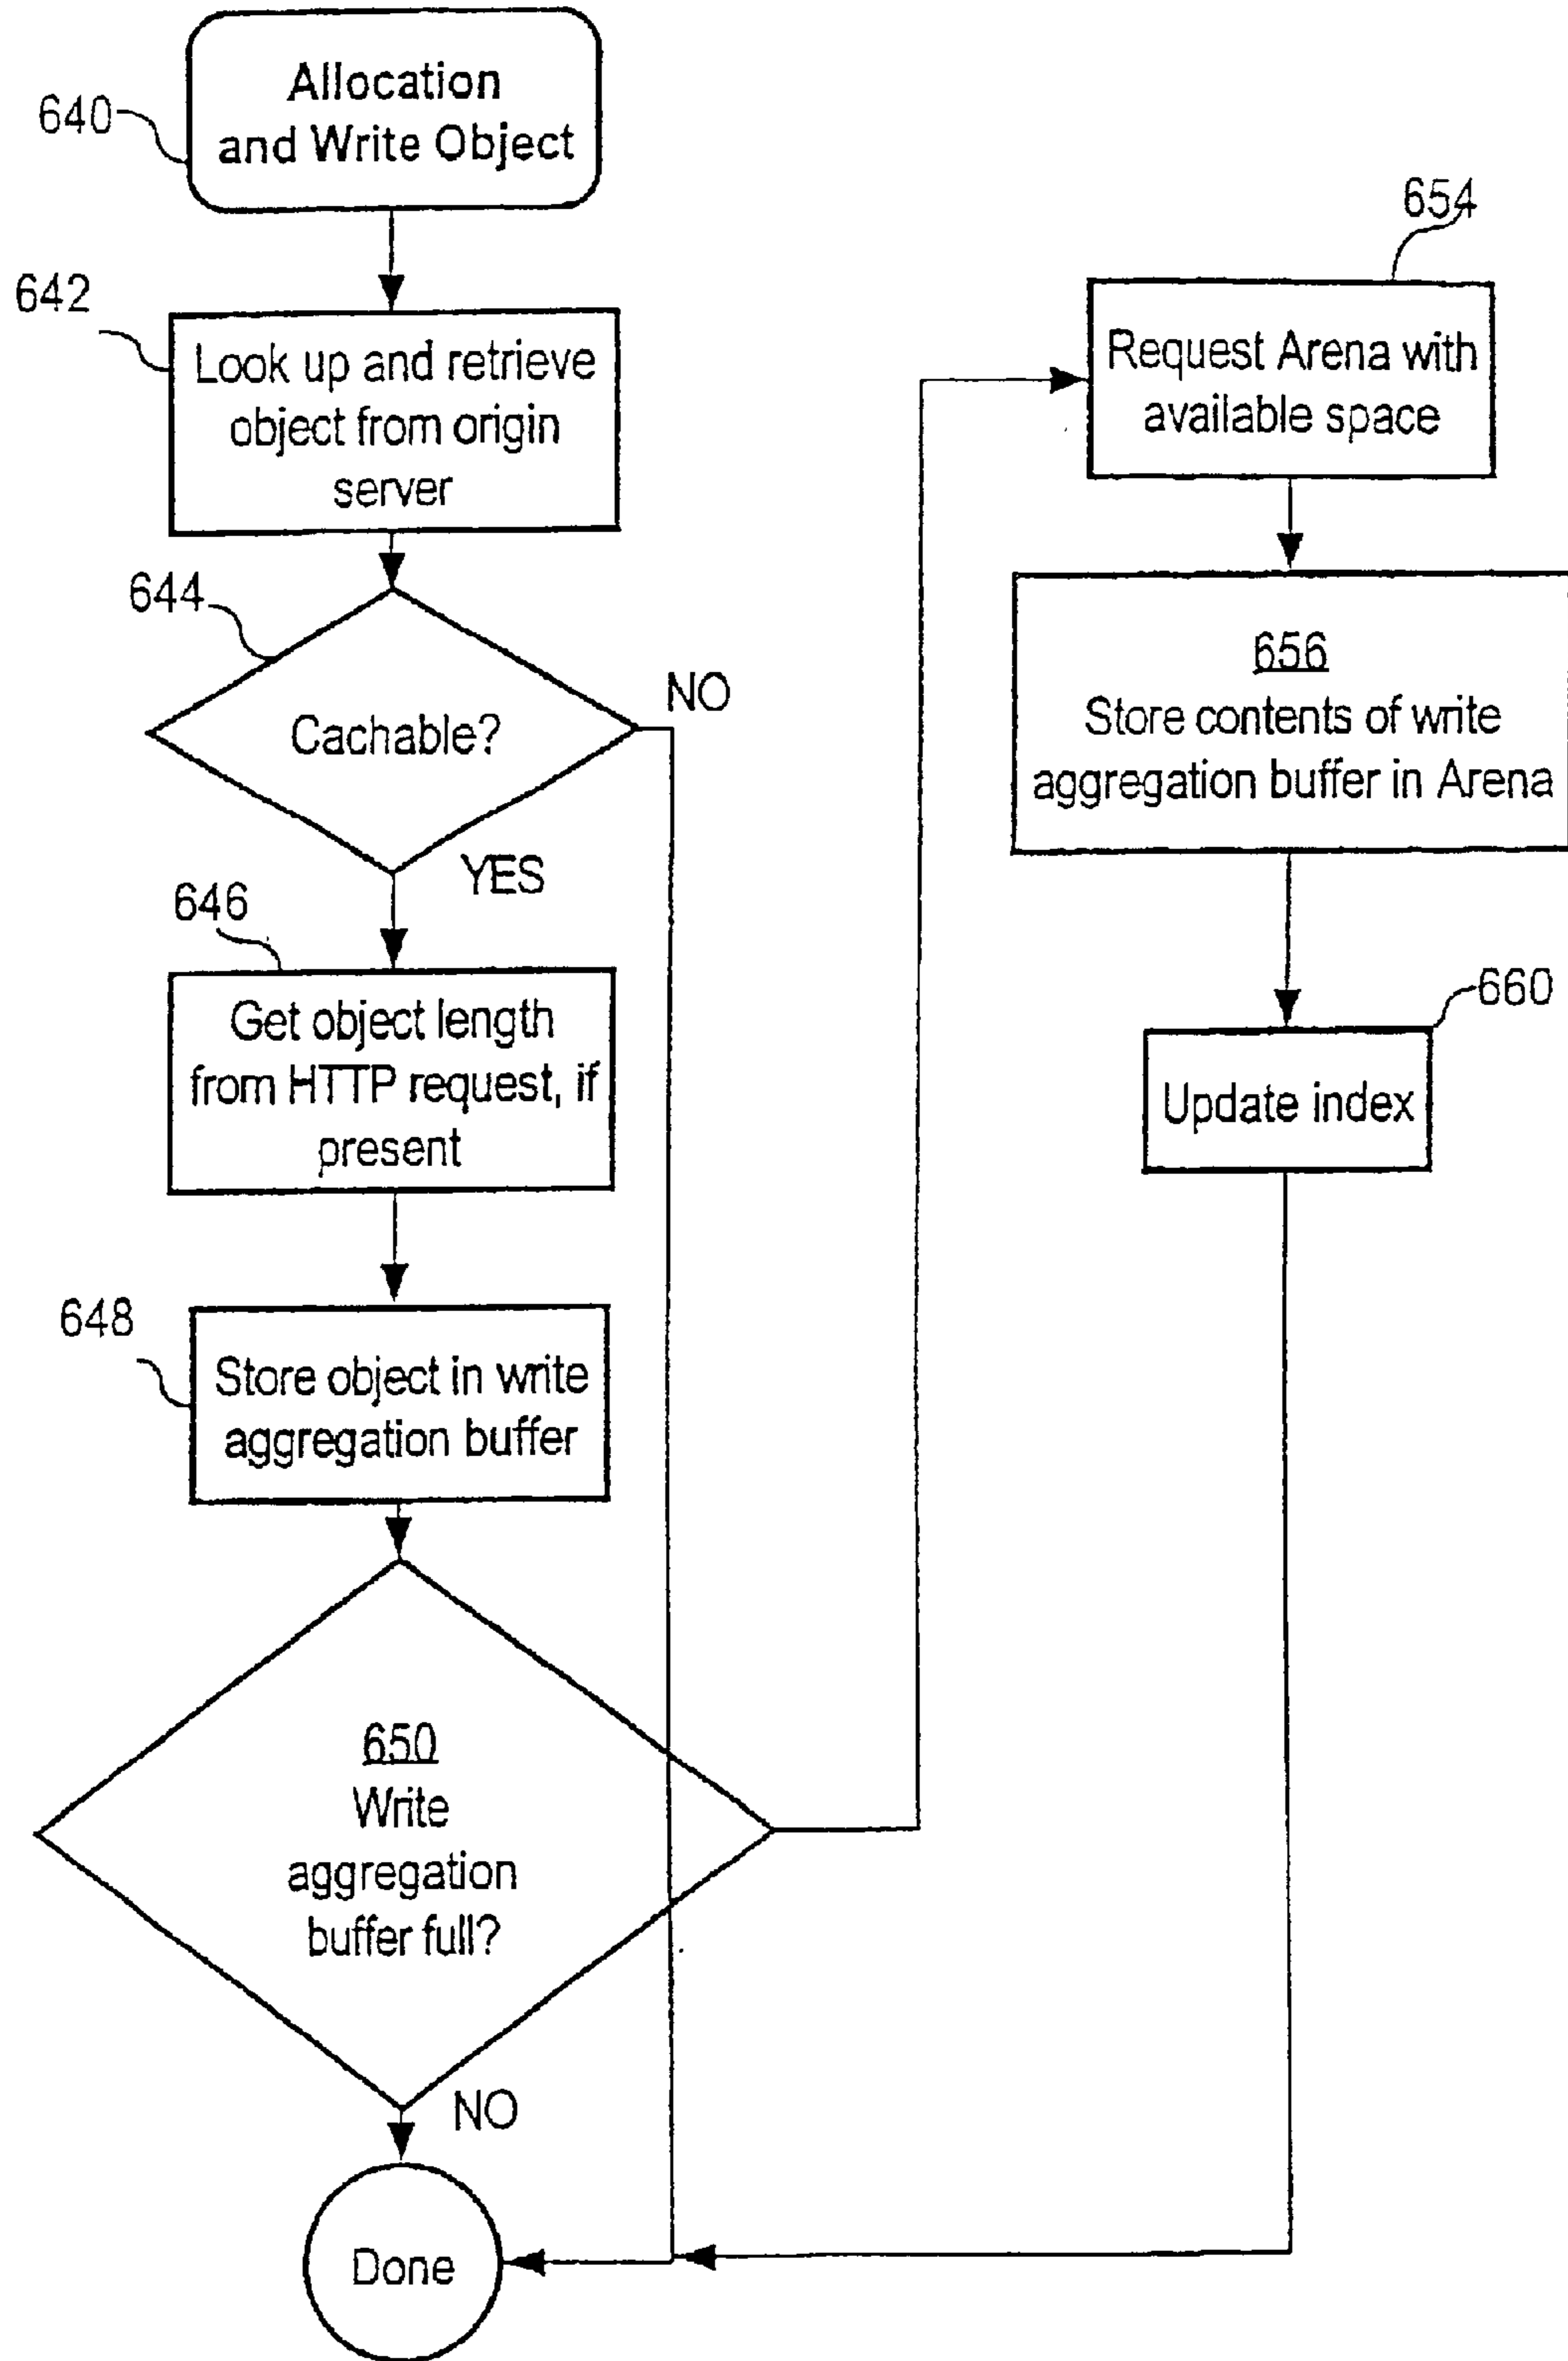 640
Allocation
and Write Object
642
Look up and retrieve
object from origin
server
644
Cachable?
NO
YES
646
Get object length
from HTTP request, if
present
648
Store object in write
aggregation buffer
650
Write
aggregation
buffer full?
NO
Done
654
Request Arena with
available space
656
Store contents of write
aggregation buffer in Arena
660
Update index